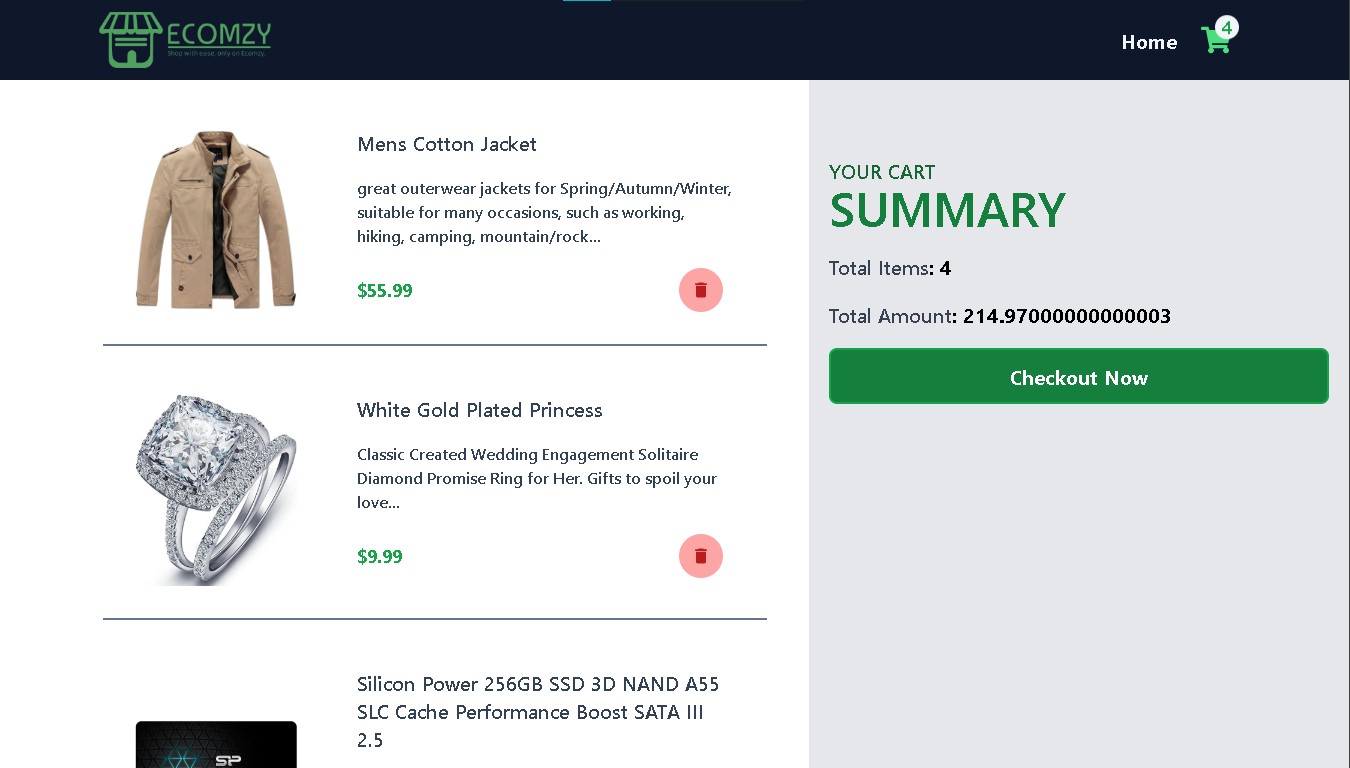 ECOMZY
Shop with ease, only on Ecomzy.
Home
4
Mens Cotton Jacket
great outerwear jackets for Spring/Autumn/Winter,
suitable for many occasions, such as working,
hiking, camping, mountain/rock...
$55.99
White Gold Plated Princess
Classic Created Wedding Engagement Solitaire
Diamond Promise Ring for Her. Gifts to spoil your
love...
$9.99
Silicon Power 256GB SSD 3D NAND A55
SLC Cache Performance Boost SATA III
2.5
SP
YOUR CART
SUMMARY
Total Items: 4
Total Amount: 214.97000000000003
Checkout Now